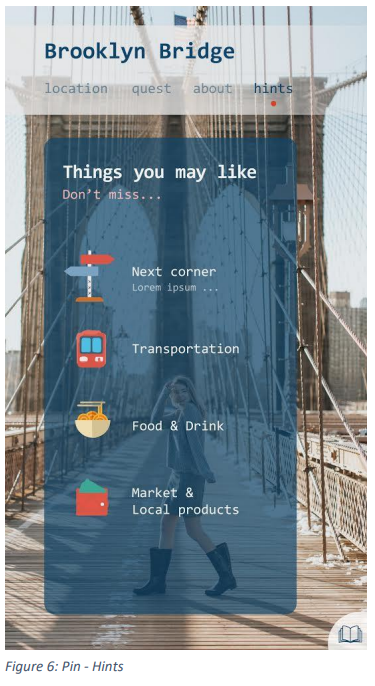 Brooklyn Bridge
location quest about hints
Things you may like
Don't miss...
Next corner
Lorem ipsum ...
Transportation
Food & Drink
Market &
Local products
Figure 6: Pin - Hints